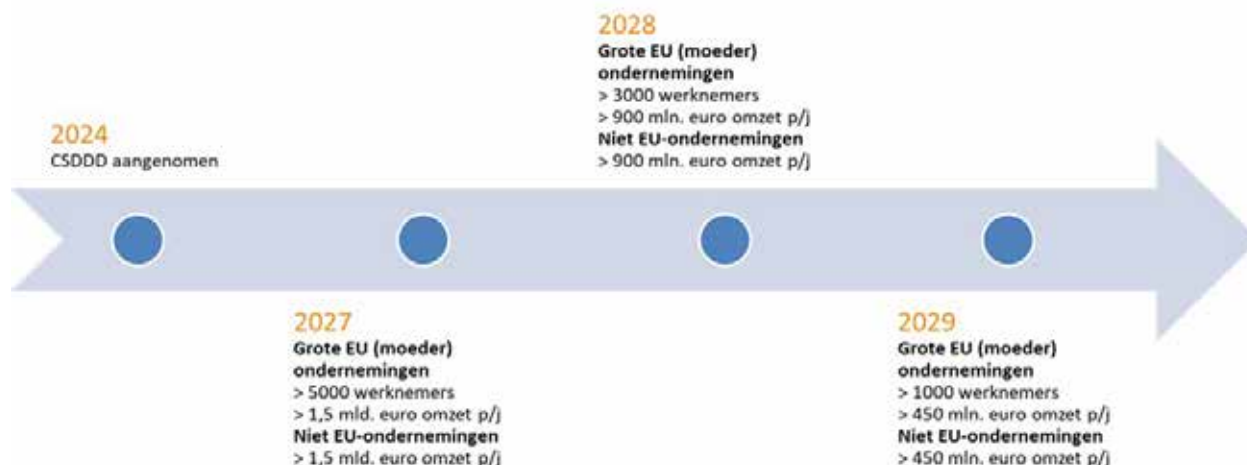 2024
CSDDD aangenomen
2027
Grote EU (moeder)
ondernemingen
> 5000 werknemers
> 1,5 mld. euro omzet p/j
Niet EU-ondernemingen
> 1,5 mld. euro omzet p/j
2028
Grote EU (moeder)
ondernemingen
> 3000 werknemers
> 900 mln. euro omzet p/j
Niet EU-ondernemingen
> 900 mln. euro omzet p/j
2029
Grote EU (moeder)
ondernemingen
> 1000 werknemers
> 450 mln. euro omzet p/j
Niet EU-ondernemingen
> 450 mln. euro omzet p/j